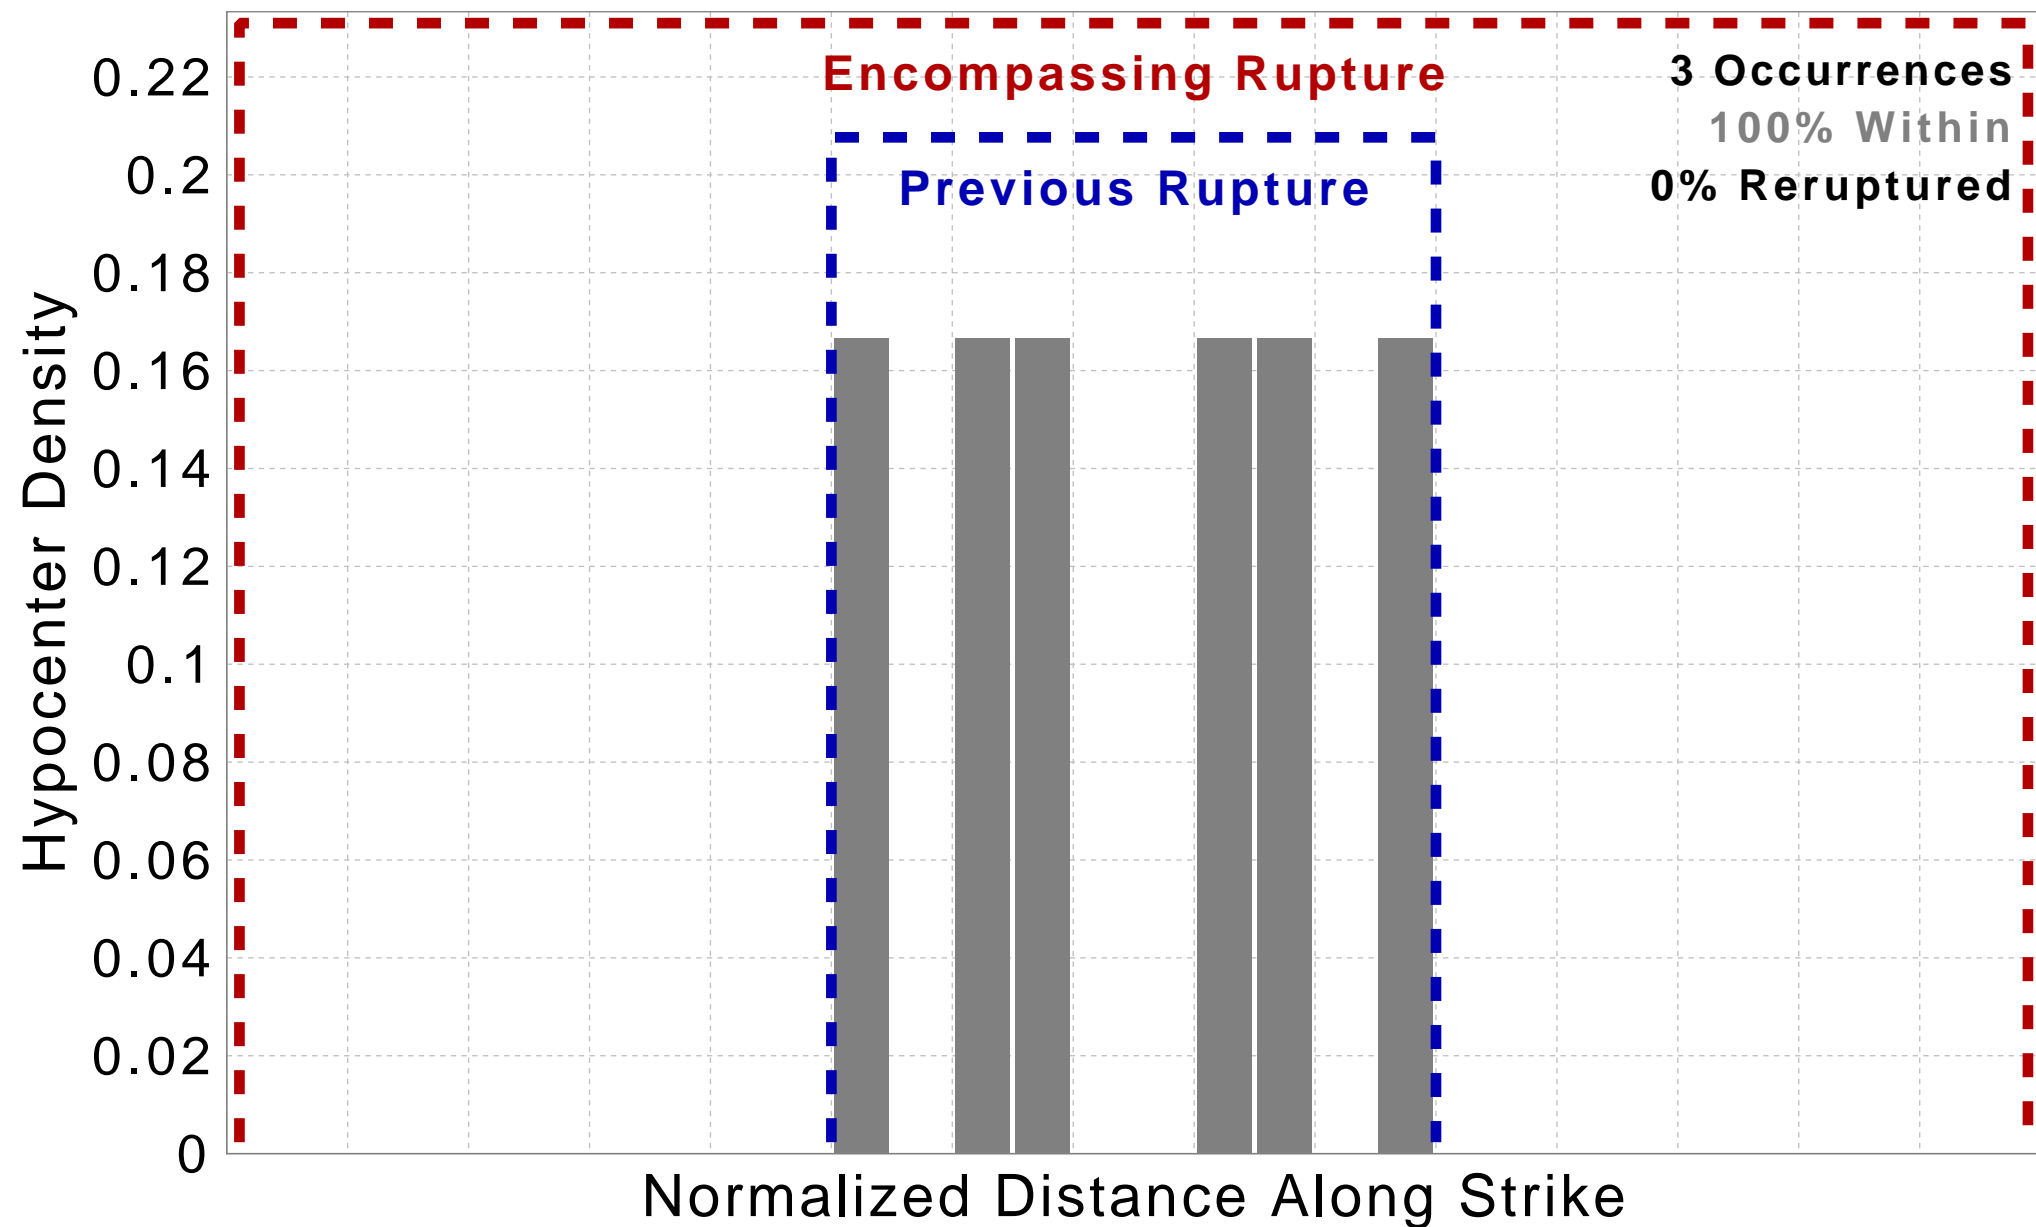 Encompassing Rupture
Previous Rupture
3 Occurrences
100% Within
0% Reruptured
Hypocenter Density
0.22
0.2
0.18
0.16
0.14
0.12
0.1
0.08
0.06
0.04
0.02
0
Normalized Distance Along Strike